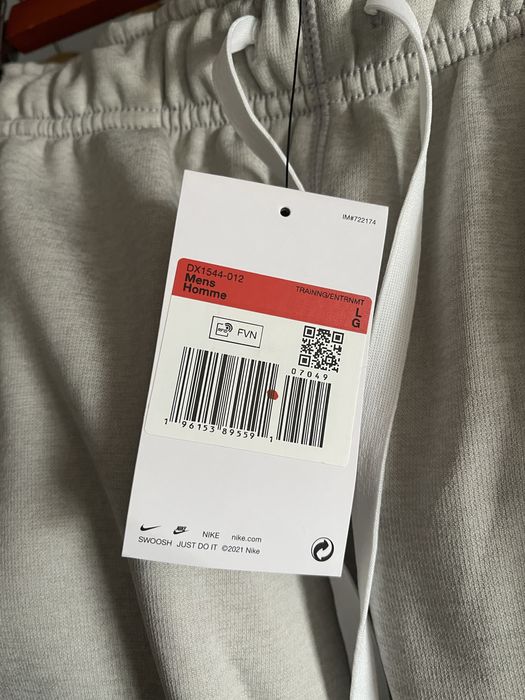 IM#722174
DX1544-012
Mens
Homme
TRAINNG/ENTRNMT
L
G
FVN
07049
1 96153 89559 1
NIKE nike.com
SWOOSH JUST DO IT ©2021 Nike